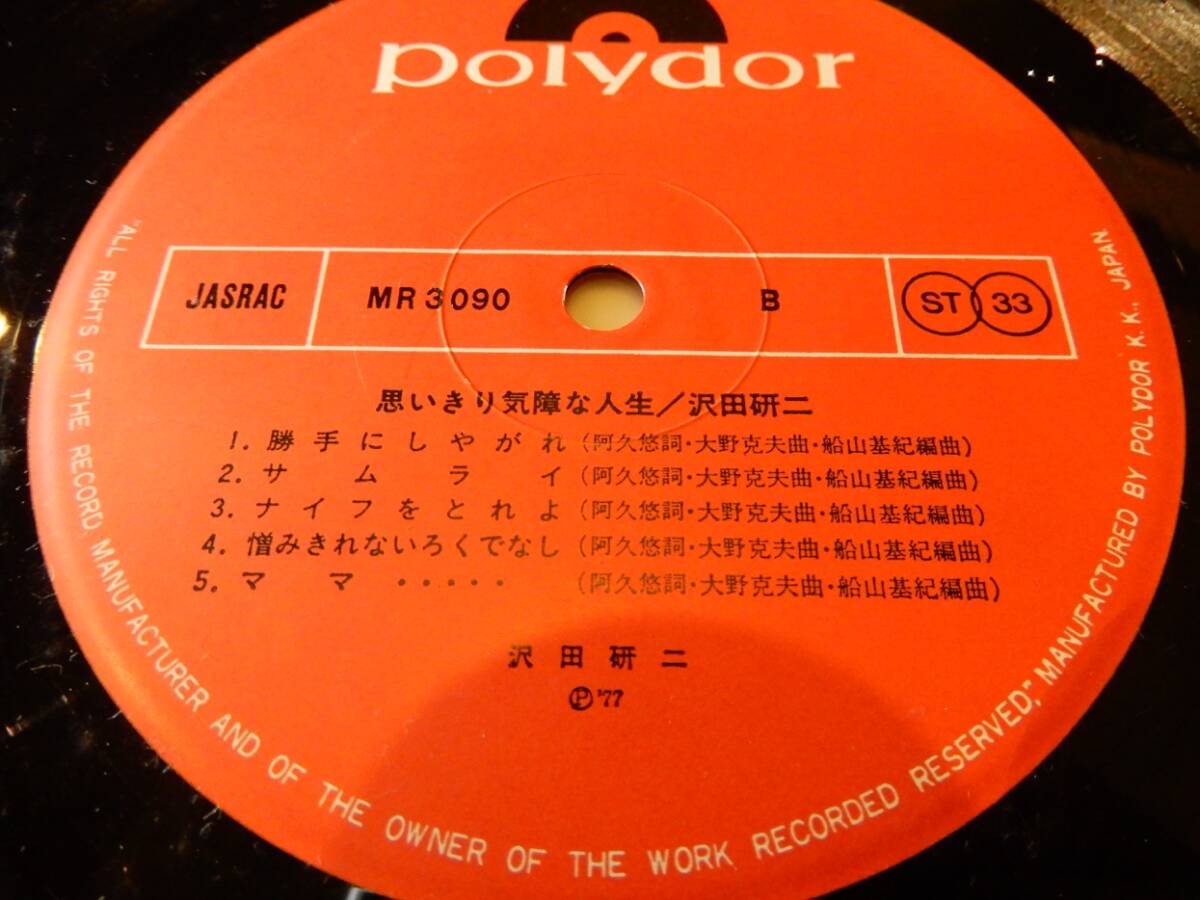 polydor
JASRAC MR3090 B ST 33
思いきり気障な人生／沢田研二
1. 勝手にしやがれ (阿久悠詞・大野克夫曲・船山基紀編曲)
2. サムライ (阿久悠詞・大野克夫曲・船山基紀編曲)
3. ナイフをとれよ (阿久悠詞・大野克夫曲・船山基紀編曲)
4. 憎みきれないろくでなし (阿久悠詞・大野克夫曲・船山基紀編曲)
5. ママ・・・・・ (阿久悠詞・大野克夫曲・船山基紀編曲)
沢田研二
Ⓟ'77
"ALL RIGHTS OF THE RECORD, MANUFACTURER AND OF THE OWNER OF THE WORK RECORDED RESERVED," MANUFACTURED BY POLYDOR K.K., JAPAN.